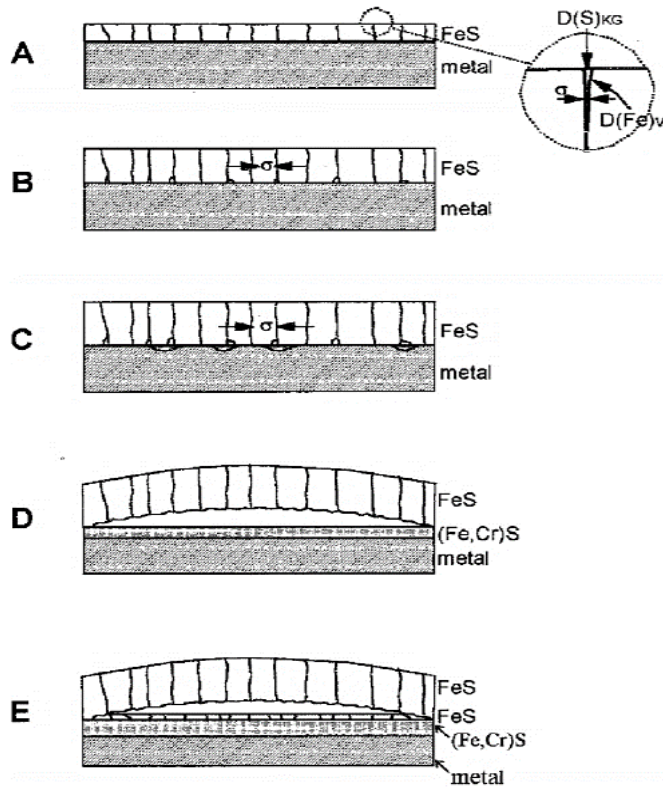 D(S)KG
A
FeS
metal
σ
D(Fe)V
B
σ
FeS
metal
C
σ
FeS
metal
D
FeS
(Fe,Cr)S
metal
E
FeS
FeS
(Fe,Cr)S
metal